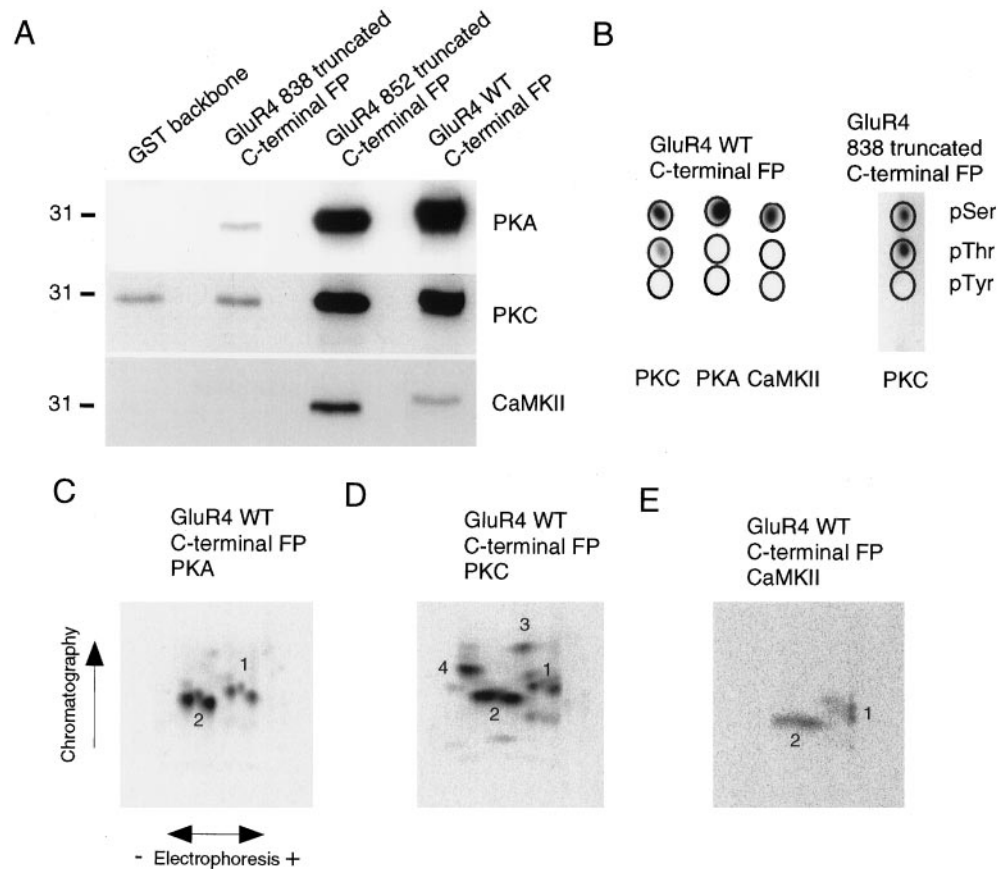 A
GST backbone
GluR4 838 truncated
C-terminal FP
GluR4 852 truncated
C-terminal FP
GluR4 WT
C-terminal FP
31
PKA
31
PKC
31
CaMKII
B
GluR4 WT
C-terminal FP
GluR4
838 truncated
C-terminal FP
pSer
pThr
pTyr
PKC PKA CaMKII
PKC
C
GluR4 WT
C-terminal FP
PKA
Chromatography
1
2
- Electrophoresis +
D
GluR4 WT
C-terminal FP
PKC
3
4
1
2
E
GluR4 WT
C-terminal FP
CaMKII
1
2